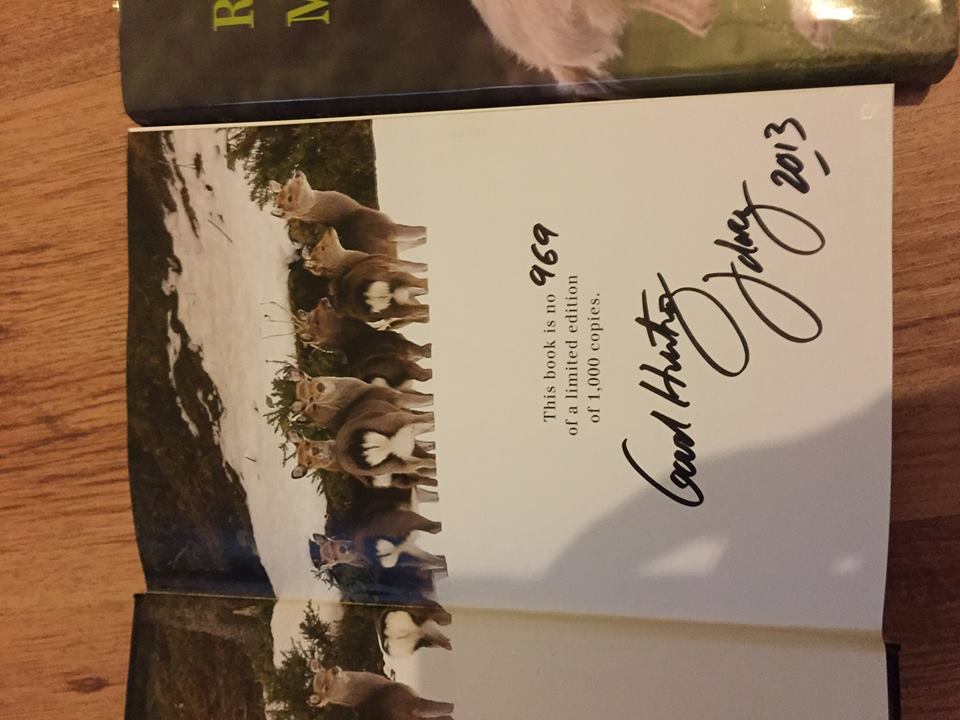 R
M
This book is no 969
of a limited edition
of 1,000 copies.
Good Hunting
2013